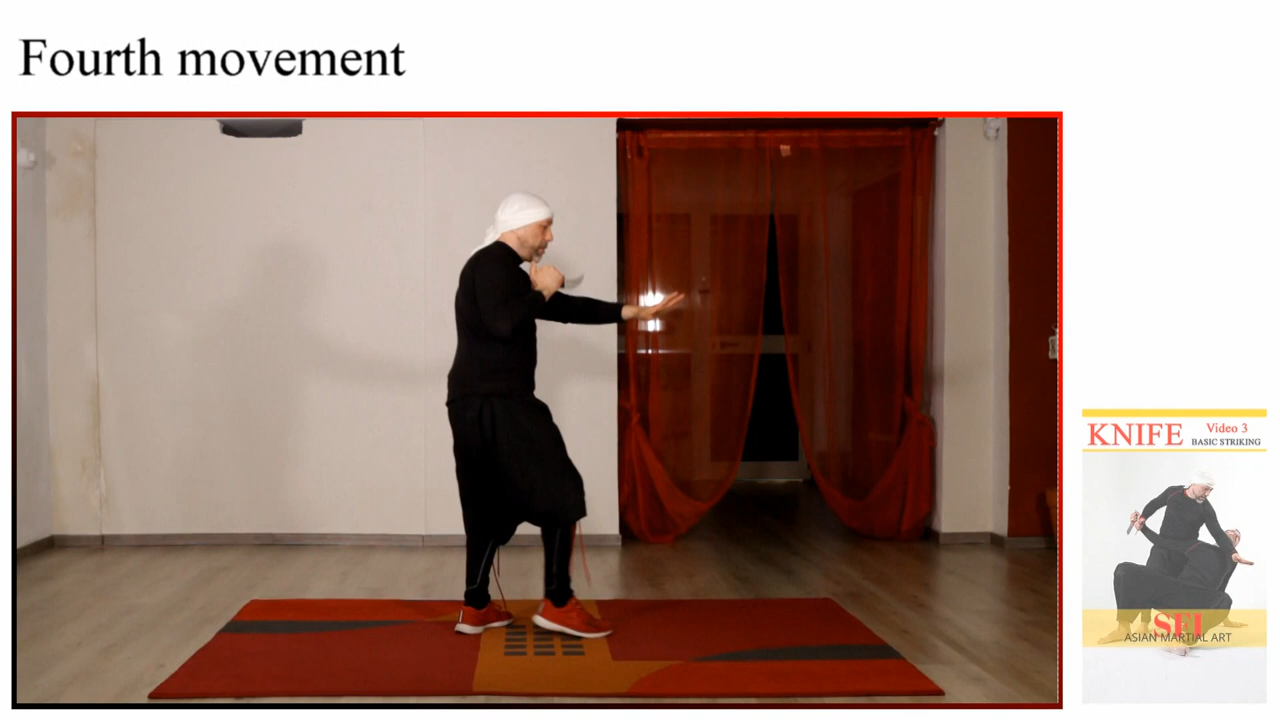 Fourth movement
KNIFE
Video 3
BASIC STRIKING
SFI
ASIAN MARTIAL ART